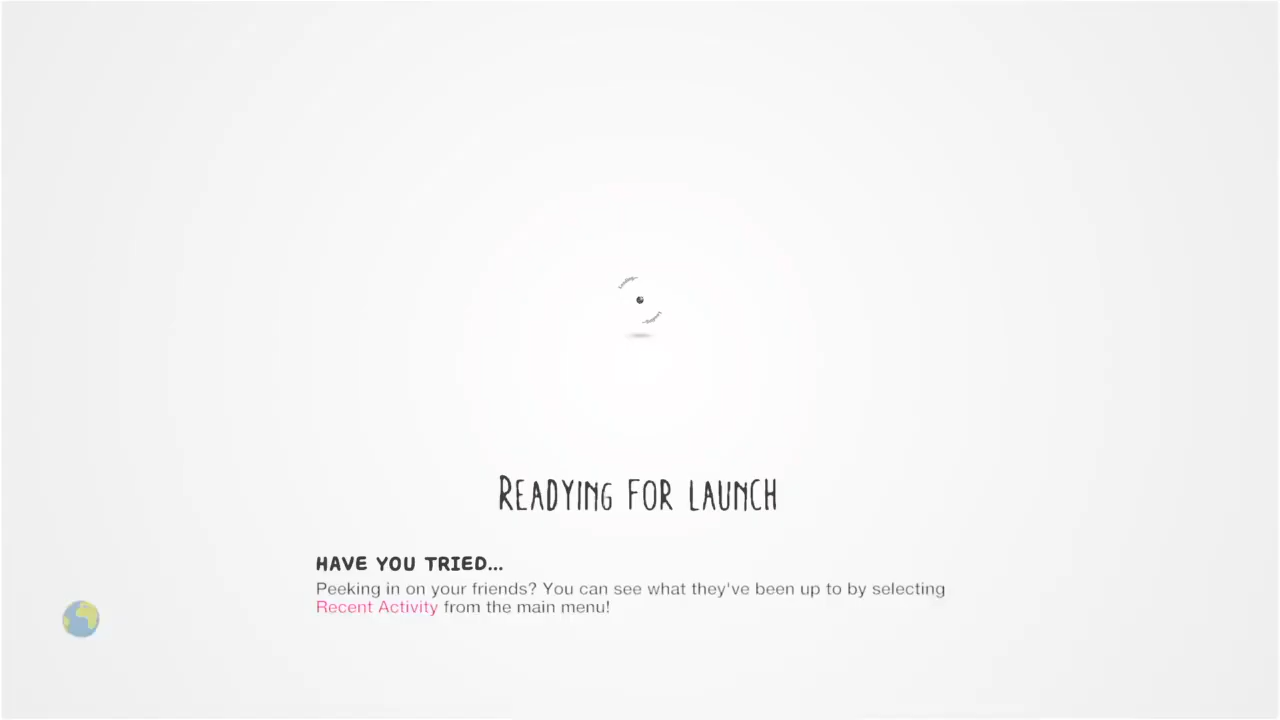 Loading...
READYING FOR LAUNCH
HAVE YOU TRIED...
Peeking in on your friends? You can see what they've been up to by selecting
Recent Activity from the main menu!